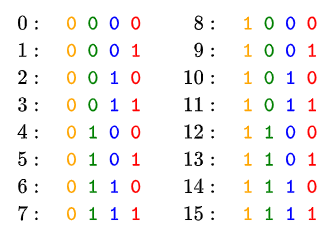 0 : 0 0 0 0 8 : 1 0 0 0
1 : 0 0 0 1 9 : 1 0 0 1
2 : 0 0 1 0 10 : 1 0 1 0
3 : 0 0 1 1 11 : 1 0 1 1
4 : 0 1 0 0 12 : 1 1 0 0
5 : 0 1 0 1 13 : 1 1 0 1
6 : 0 1 1 0 14 : 1 1 1 0
7 : 0 1 1 1 15 : 1 1 1 1